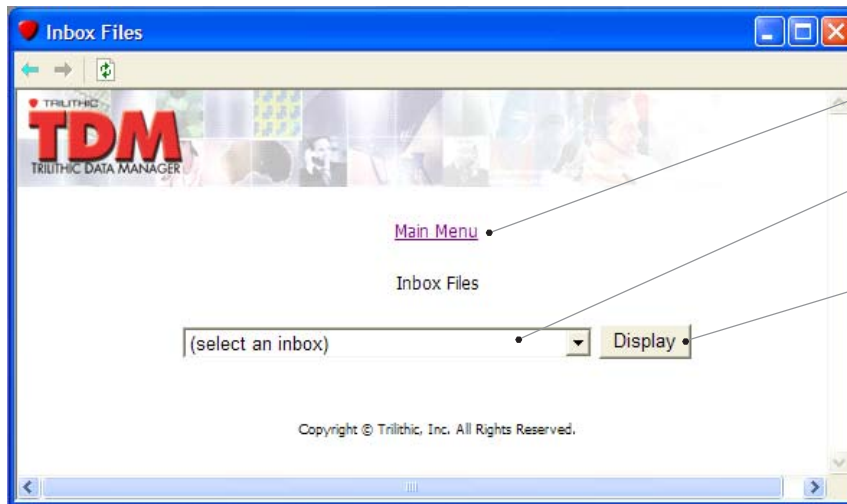 Inbox Files
TRILITHIC
TDM
TRILITHIC DATA MANAGER
Main Menu
Inbox Files
(select an inbox) Display
Copyright © Trilithic, Inc. All Rights Reserved.